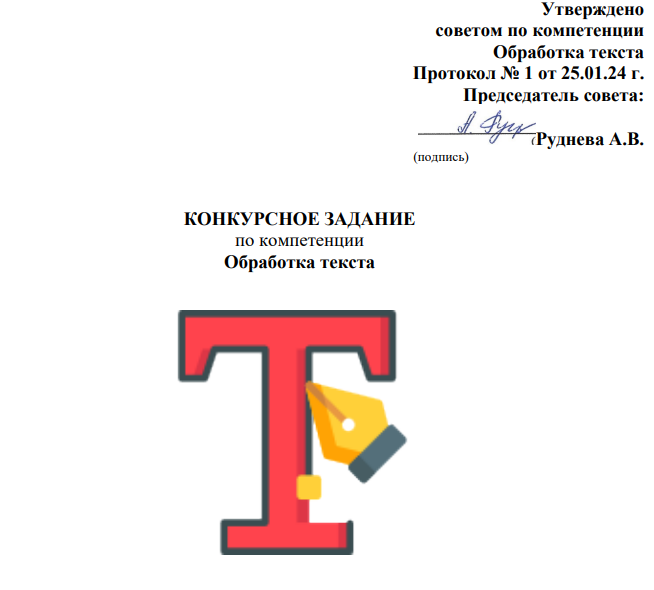 Утверждено
советом по компетенции
Обработка текста
Протокол № 1 от 25.01.24 г.
Председатель совета:
А. Рун (Руднева А.В.
(подпись)
КОНКУРСНОЕ ЗАДАНИЕ
по компетенции
Обработка текста